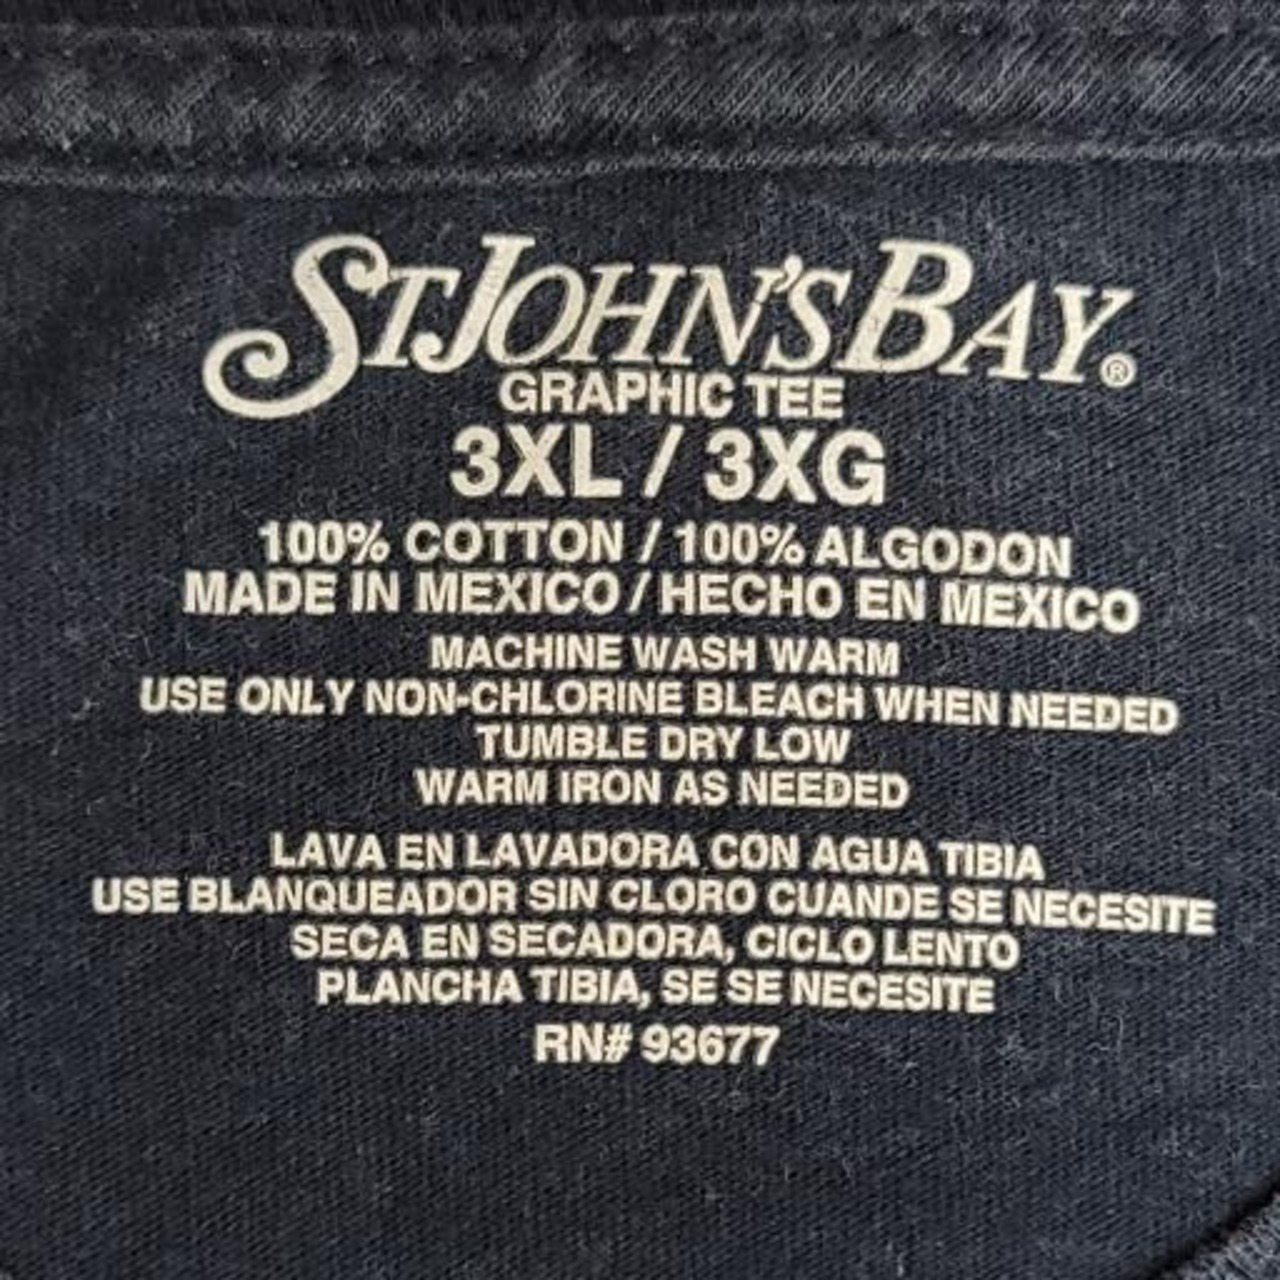 ST. JOHN'S BAY®
GRAPHIC TEE
3XL / 3XG
100% COTTON / 100% ALGODON
MADE IN MEXICO / HECHO EN MEXICO
MACHINE WASH WARM
USE ONLY NON-CHLORINE BLEACH WHEN NEEDED
TUMBLE DRY LOW
WARM IRON AS NEEDED
LAVA EN LAVADORA CON AGUA TIBIA
USE BLANQUEADOR SIN CLORO CUANDE SE NECESITE
SECA EN SECADORA, CICLO LENTO
PLANCHA TIBIA, SE SE NECESITE
RN# 93677